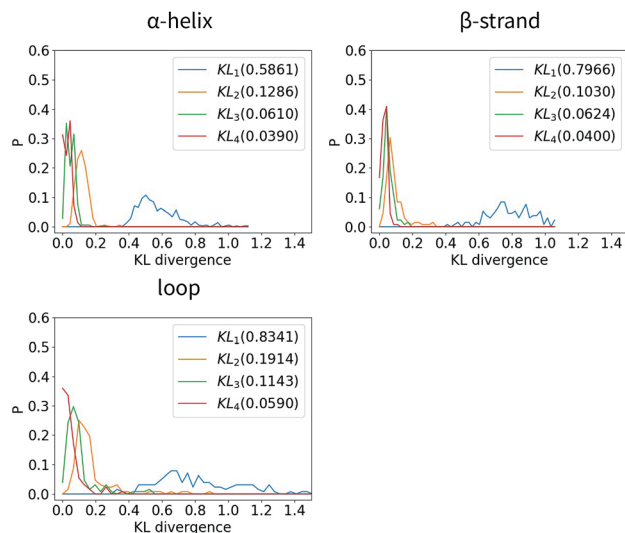 α-helix
β-strand
0.6
0.5
0.4
0.3
0.2
0.1
0.0
P
KL₁(0.5861)
KL₂(0.1286)
KL₃(0.0610)
KL₄(0.0390)
0.0 0.2 0.4 0.6 0.8 1.0 1.2 1.4
KL divergence
0.6
0.5
0.4
0.3
0.2
0.1
0.0
P
KL₁(0.7966)
KL₂(0.1030)
KL₃(0.0624)
KL₄(0.0400)
0.0 0.2 0.4 0.6 0.8 1.0 1.2 1.4
KL divergence
loop
0.6
0.5
0.4
0.3
0.2
0.1
0.0
P
KL₁(0.8341)
KL₂(0.1914)
KL₃(0.1143)
KL₄(0.0590)
0.0 0.2 0.4 0.6 0.8 1.0 1.2 1.4
KL divergence